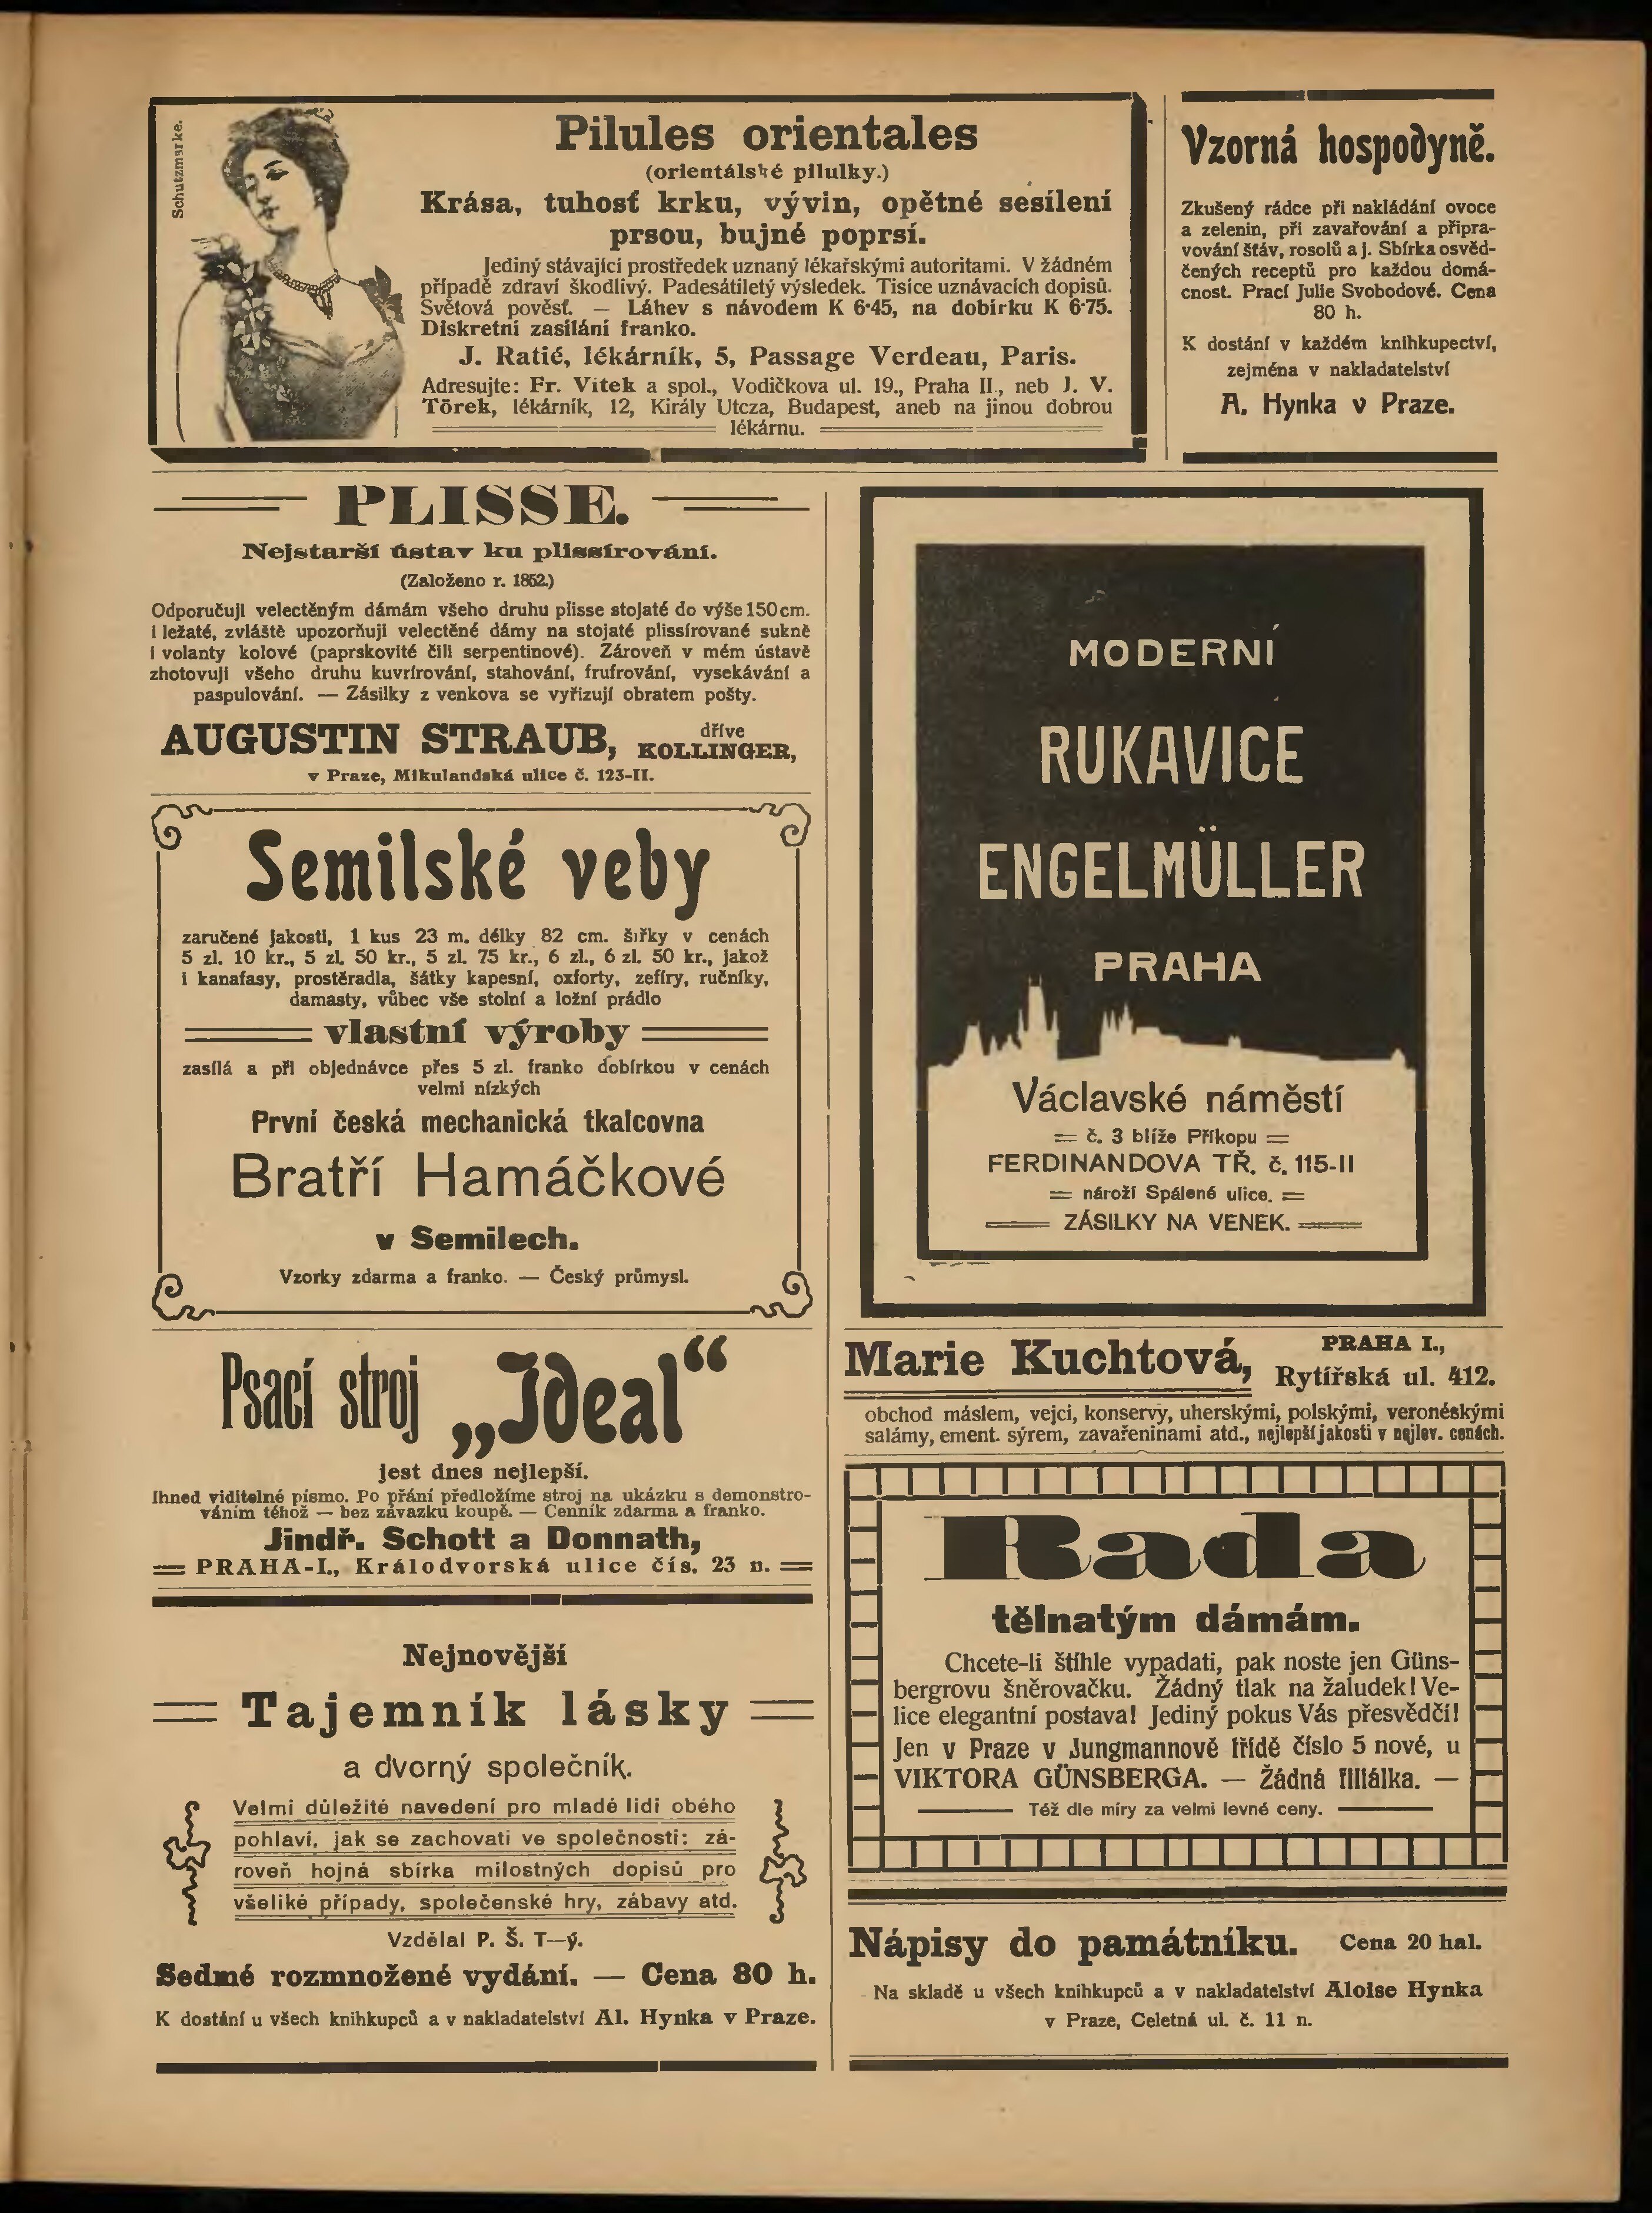 Schutzmarke.
Pilules orientales
(orientálské pilulky.)
Krása, tuhosť krku, vývin, opětné sesílení
prsou, bujné poprsí.
Jediný stávající prostředek uznaný lékařskými autoritami. V žádném
případě zdraví škodlivý. Padesátiletý výsledek. Tisíce uznávacích dopisů.
Světová pověsť. — Láhev s návodem K 6·45, na dobírku K 6·75.
Diskretní zasílání franko.
J. Ratié, lékárník, 5, Passage Verdeau, Paris.
Adresujte: Fr. Vitek a spol., Vodičkova ul. 19., Praha II., neb J. V.
Török, lékárník, 12, Király Utcza, Budapest, aneb na jinou dobrou
lékárnu.
Vzorná hospodyně.
Zkušený rádce při nakládání ovoce
a zelenin, při zavařování a připra-
vování šťáv, rosolů a j. Sbírka osvěd-
čených receptů pro každou domá-
cnost. Prací Julie Svobodové. Cena
80 h.
K dostání v každém knihkupectví,
zejména v nakladatelství
A. Hynka v Praze.
PLISSE.
Nejstarší ústav ku plissírování.
(Založeno r. 1852.)
Odporučuji velectěným dámám všeho druhu plisse stojaté do výše 150 cm.
i ležaté, zvláště upozorňuji velectěné dámy na stojaté plissírované sukně
i volanty kolové (paprskovité čili serpentinové). Zároveň v mém ústavě
zhotovuji všeho druhu kuvrírování, stahování, frufrování, vysekávání a
paspulování. — Zásilky z venkova se vyřizují obratem pošty.
AUGUSTIN STRAUB, dříve KOLLINGER,
v Praze, Mikulandská ulice č. 123-II.
Semilské veby
zaručené jakosti, 1 kus 23 m. délky 82 cm. šířky v cenách
5 zl. 10 kr., 5 zl. 50 kr., 5 zl. 75 kr., 6 zl., 6 zl. 50 kr., jakož
i kanafasy, prostěradla, šátky kapesní, oxforty, zefíry, ručníky,
damasty, vůbec vše stolní a ložní prádlo
vlastní výroby
zasílá a při objednávce přes 5 zl. franko dobírkou v cenách
velmi nízkých
První česká mechanická tkalcovna
Bratří Hamáčkové
v Semilech.
Vzorky zdarma a franko. — Český průmysl.
Psací stroj „Ideal“
jest dnes nejlepší.
Ihned viditelné písmo. Po přání předložíme stroj na ukázku s demonstro-
váním téhož — bez závazku koupě. — Cenník zdarma a franko.
Jindř. Schott a Donnath,
PRAHA-I., Králodvorská ulice čís. 23 n.
Nejnovější
Tajemník lásky
a dvorný společník.
Velmi důležité navedení pro mladé lidi obého
pohlaví, jak se zachovati ve společnosti: zá-
roveň hojná sbírka milostných dopisů pro
všeliké případy, společenské hry, zábavy atd.
Vzdělal P. Š. T—ý.
Sedmé rozmnožené vydání. — Cena 80 h.
K dostání u všech knihkupců a v nakladatelství Al. Hynka v Praze.
MODERNÍ
RUKAVICE
ENGELMÜLLER
PRAHA
Václavské náměstí
č. 3 blíže Příkopu
FERDINANDOVA TŘ. č. 115-II
nároží Spálené ulice.
ZÁSILKY NA VENEK.
Marie Kuchtová, PRAHA I.,
Rytířská ul. 412.
obchod máslem, vejci, konservy, uherskými, polskými, veronéskými
salámy, ement. sýrem, zavařeninami atd., nejlepší jakosti v nejlev. cenách.
Rada
tělnatým dámám.
Chcete-li štíhle vypadati, pak noste jen Güns-
bergrovu šněrovačku. Žádný tlak na žaludek! Ve-
lice elegantní postava! Jediný pokus Vás přesvědčí!
Jen v Praze v Jungmannově třídě číslo 5 nové, u
VIKTORA GÜNSBERGA. — Žádná filiálka. —
Též dle míry za velmi levné ceny.
Nápisy do památníku. Cena 20 hal.
Na skladě u všech knihkupců a v nakladatelství Aloise Hynka
v Praze, Celetná ul. č. 11 n.